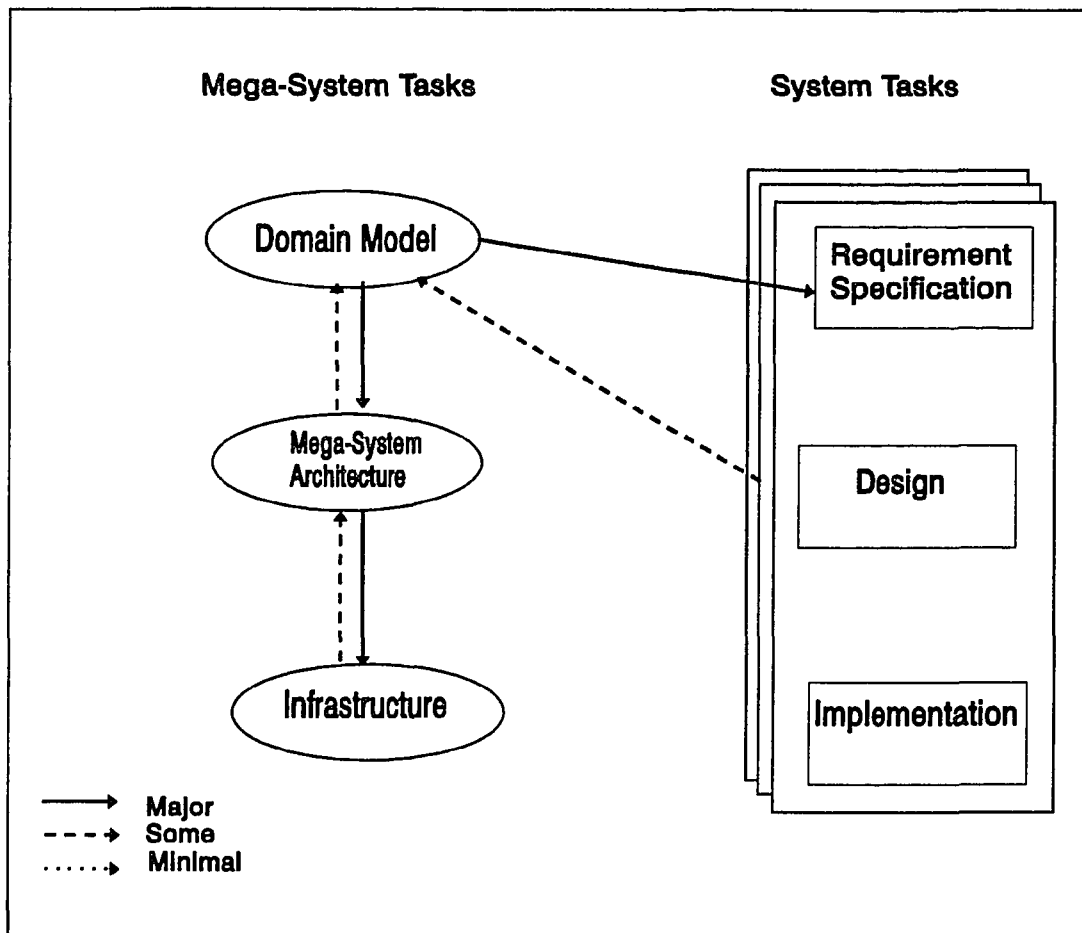 Mega-System Tasks
System Tasks
Domain Model
Requirement
Specification
Mega-System
Architecture
Design
Infrastructure
Implementation
Major
Some
Minimal